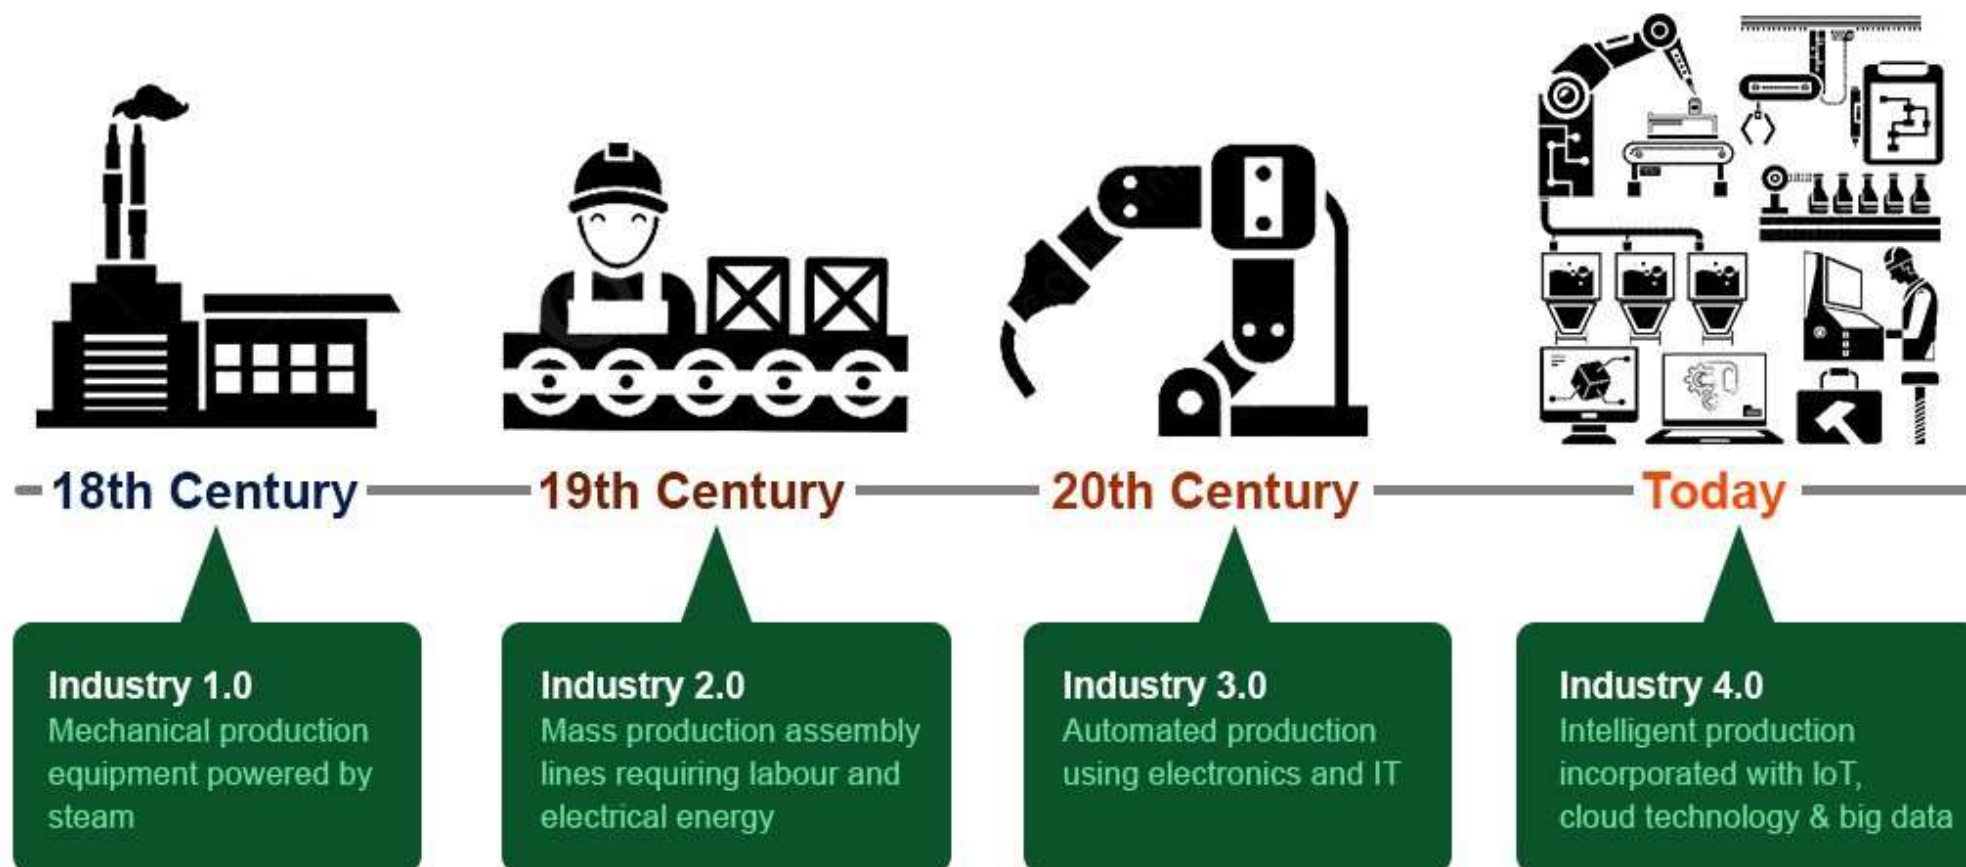 18th Century
19th Century
20th Century
Today
Industry 1.0
Mechanical production
equipment powered by
steam
Industry 2.0
Mass production assembly
lines requiring labour and
electrical energy
Industry 3.0
Automated production
using electronics and IT
Industry 4.0
Intelligent production
incorporated with IoT,
cloud technology & big data